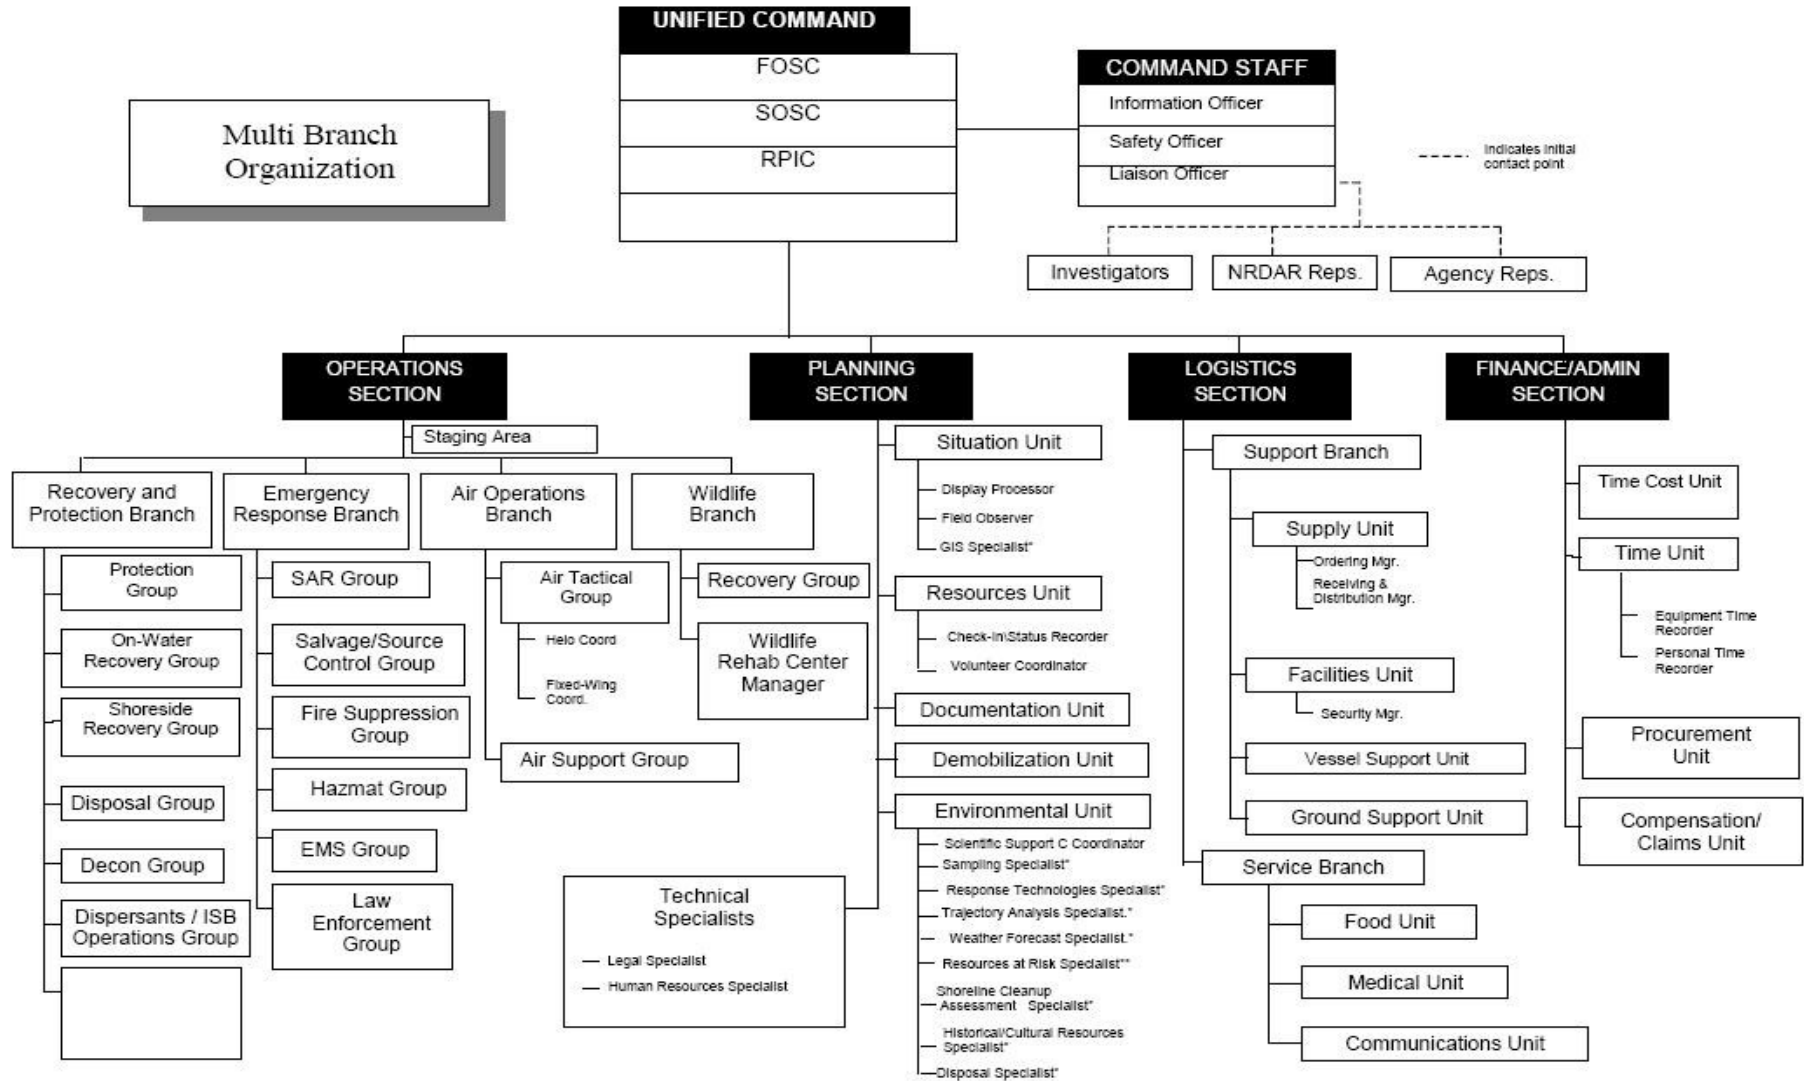 UNIFIED COMMAND
FOSC
SOSC
RPIC
COMMAND STAFF
Information Officer
Safety Officer
Liaison Officer
Multi Branch
Organization
Indicates initial
contact point
Investigators
NRDAR Reps.
Agency Reps.
OPERATIONS
SECTION
PLANNING
SECTION
LOGISTICS
SECTION
FINANCE/ADMIN
SECTION
Staging Area
Recovery and
Protection Branch
Protection
Group
On-Water
Recovery Group
Shoreside
Recovery Group
Disposal Group
Decon Group
Dispersants / ISB
Operations Group
Emergency
Response Branch
SAR Group
Salvage/Source
Control Group
Fire Suppression
Group
Hazmat Group
EMS Group
Law
Enforcement
Group
Air Operations
Branch
Air Tactical
Group
Helo Coord
Fixed-Wing
Coord.
Air Support Group
Wildlife
Branch
Recovery Group
Wildlife
Rehab Center
Manager
Situation Unit
Display Processor
Field Observer
GIS Specialist*
Resources Unit
Check-In\Status Recorder
Volunteer Coordinator
Documentation Unit
Demobilization Unit
Environmental Unit
Scientific Support C Coordinator
Sampling Specialist*
Response Technologies Specialist*
Trajectory Analysis Specialist.*
Weather Forecast Specialist.*
Resources at Risk Specialist**
Shoreline Cleanup
Assessment Specialist*
Historical/Cultural Resources
Specialist*
Disposal Specialist*
Technical
Specialists
Legal Specialist
Human Resources Specialist
Support Branch
Supply Unit
Ordering Mgr.
Receiving &
Distribution Mgr.
Facilities Unit
Security Mgr.
Vessel Support Unit
Ground Support Unit
Service Branch
Food Unit
Medical Unit
Communications Unit
Time Cost Unit
Time Unit
Equipment Time
Recorder
Personal Time
Recorder
Procurement
Unit
Compensation/
Claims Unit